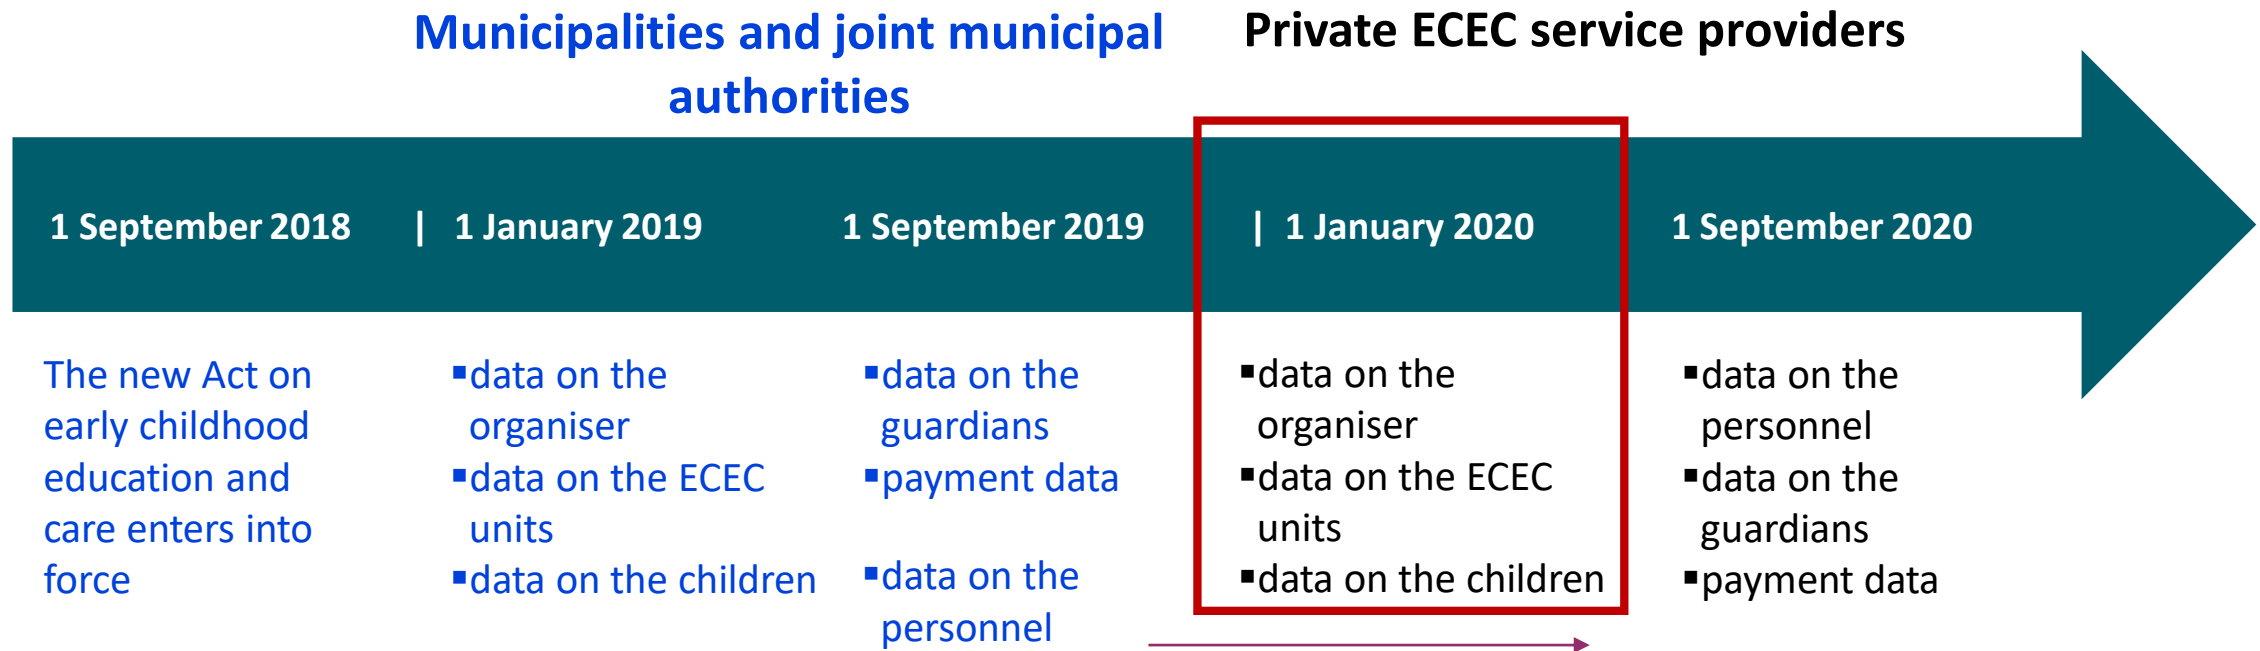 Municipalities and joint municipal
authorities
Private ECEC service providers
1 September 2018 | 1 January 2019 1 September 2019 | 1 January 2020 1 September 2020
The new Act on
early childhood
education and
care enters into
force
▪data on the
organiser
▪data on the ECEC
units
▪data on the children
▪data on the
guardians
▪payment data
▪data on the
personnel
▪data on the
organiser
▪data on the ECEC
units
▪data on the children
▪data on the
personnel
▪data on the
guardians
▪payment data